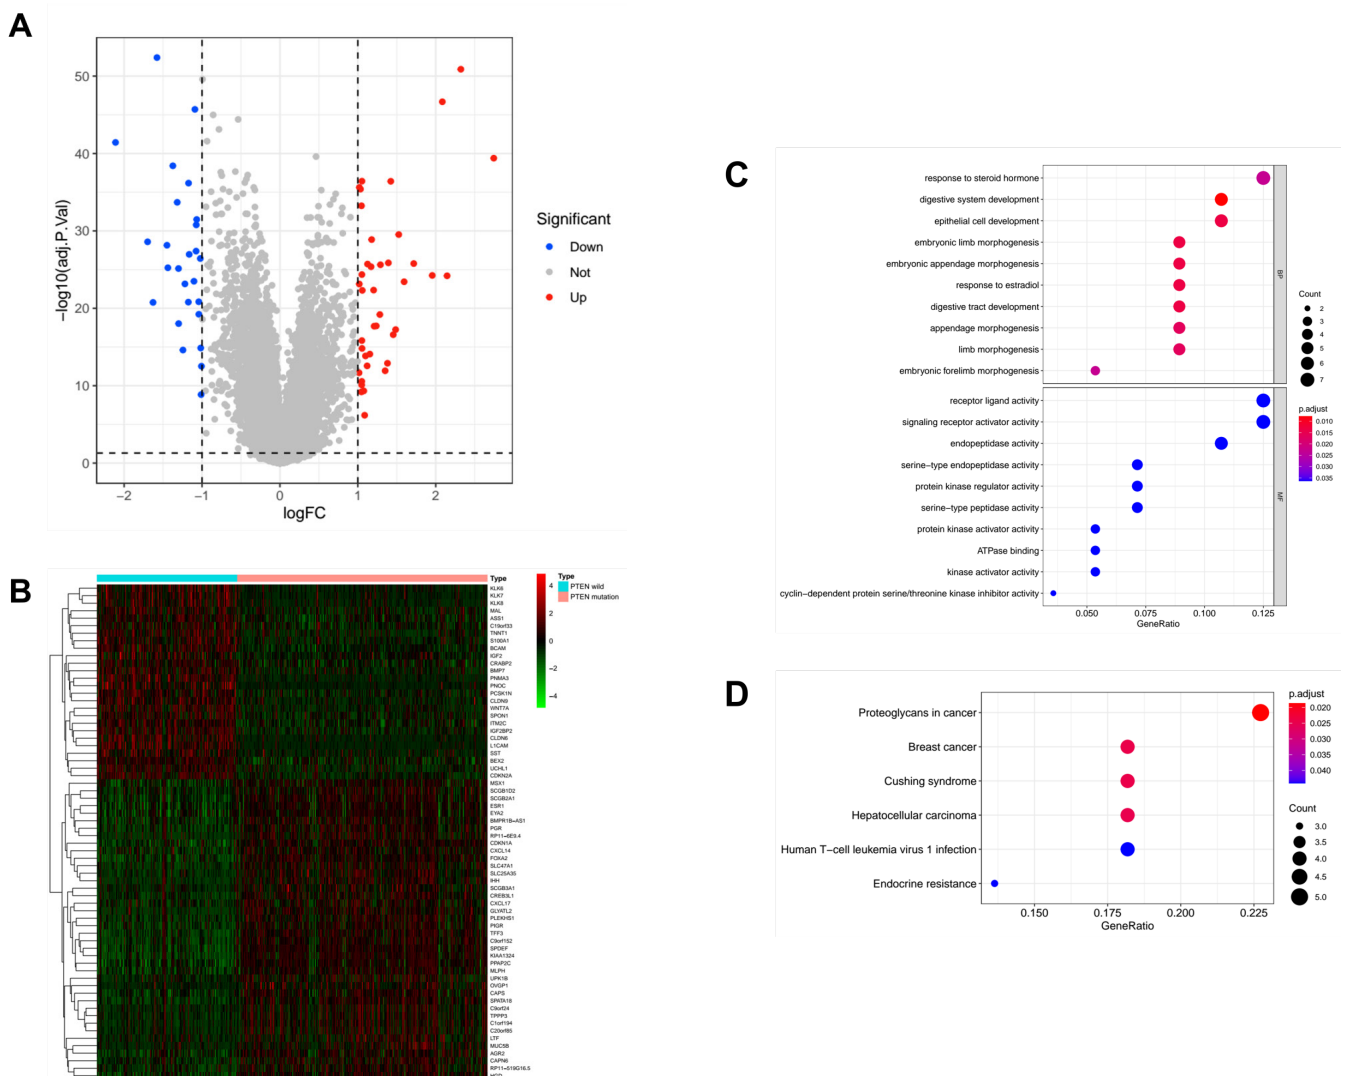 A
50
40
30
20
10
0
−log10(adj.P.Val)
−2
−1
0
1
2
logFC
Significant
Down
Not
Up
B
Type
KLK6
KLK7
KLK8
MAL
ASS1
C19orf33
TNNT1
S100A1
BCAM
IGF2
CRABP2
BMP7
PNMA3
PNOC
PCSK1N
CLDN9
WNT7A
SPON1
ITM2C
IGF2BP2
CLDN6
L1CAM
SST
BEX2
UCHL1
CDKN2A
MSX1
SCGB1D2
SCGB2A1
ESR1
EYA2
BMPR1B−AS1
PGR
RP11−6E9.4
CDKN1A
CXCL14
FOXA2
SLC47A1
SLC25A35
IHH
SCGB3A1
CREB3L1
CXCL17
GLYATL2
PLEKHS1
PIGR
TFF3
C9orf152
SPDEF
KIAA1324
PPAP2C
MLPH
UPK1B
OVGP1
CAPS
SPATA18
C9orf24
TPPP3
C1orf194
C20orf85
LTF
MUC5B
AGR2
CAPN6
RP11−519G16.5
4
2
0
−2
−4
Type
PTEN wild
PTEN mutation
C
response to steroid hormone
digestive system development
epithelial cell development
embryonic limb morphogenesis
embryonic appendage morphogenesis
response to estradiol
digestive tract development
appendage morphogenesis
limb morphogenesis
embryonic forelimb morphogenesis
BP
receptor ligand activity
signaling receptor activator activity
endopeptidase activity
serine−type endopeptidase activity
protein kinase regulator activity
serine−type peptidase activity
protein kinase activator activity
ATPase binding
kinase activator activity
cyclin−dependent protein serine/threonine kinase inhibitor activity
MF
0.050
0.075
0.100
0.125
GeneRatio
Count
2
3
4
5
6
7
p.adjust
0.010
0.015
0.020
0.025
0.030
0.035
D
Proteoglycans in cancer
Breast cancer
Cushing syndrome
Hepatocellular carcinoma
Human T−cell leukemia virus 1 infection
Endocrine resistance
0.150
0.175
0.200
0.225
GeneRatio
p.adjust
0.020
0.025
0.030
0.035
0.040
Count
3.0
3.5
4.0
4.5
5.0